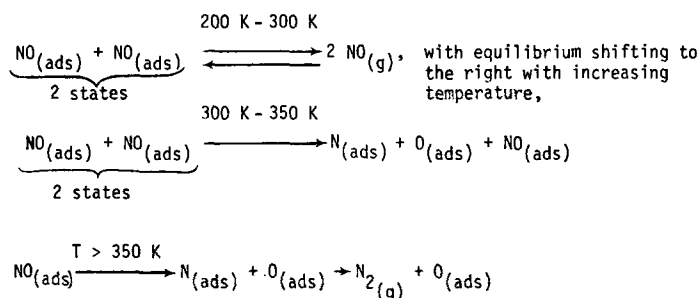 200 K - 300 K
NO(ads) + NO(ads) ⇌ 2 NO(g), with equilibrium shifting to
2 states the right with increasing
temperature,
300 K - 350 K
NO(ads) + NO(ads) → N(ads) + O(ads) + NO(ads)
2 states
T > 350 K
NO(ads) → N(ads) + .O(ads) → N2(g) + O(ads)